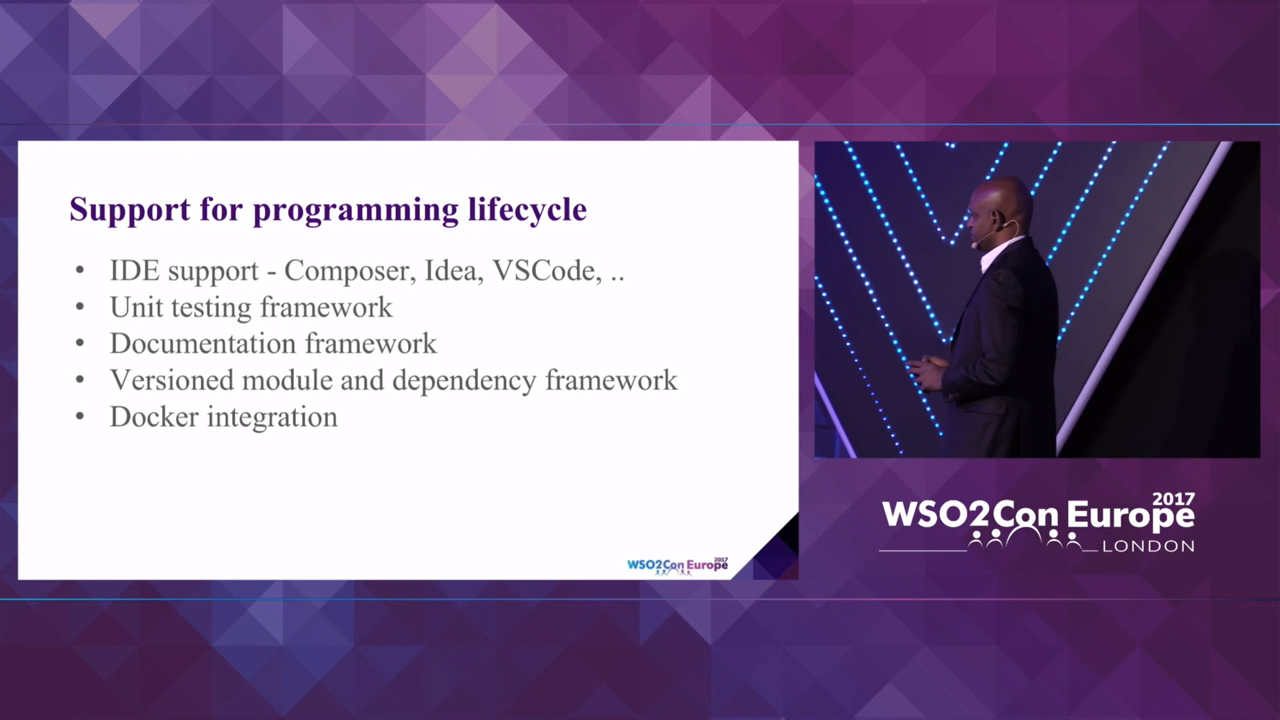 Support for programming lifecycle
• IDE support - Composer, Idea, VSCode, ..
• Unit testing framework
• Documentation framework
• Versioned module and dependency framework
• Docker integration
WSO2Con Europe 2017
WSO2Con Europe 2017
LONDON